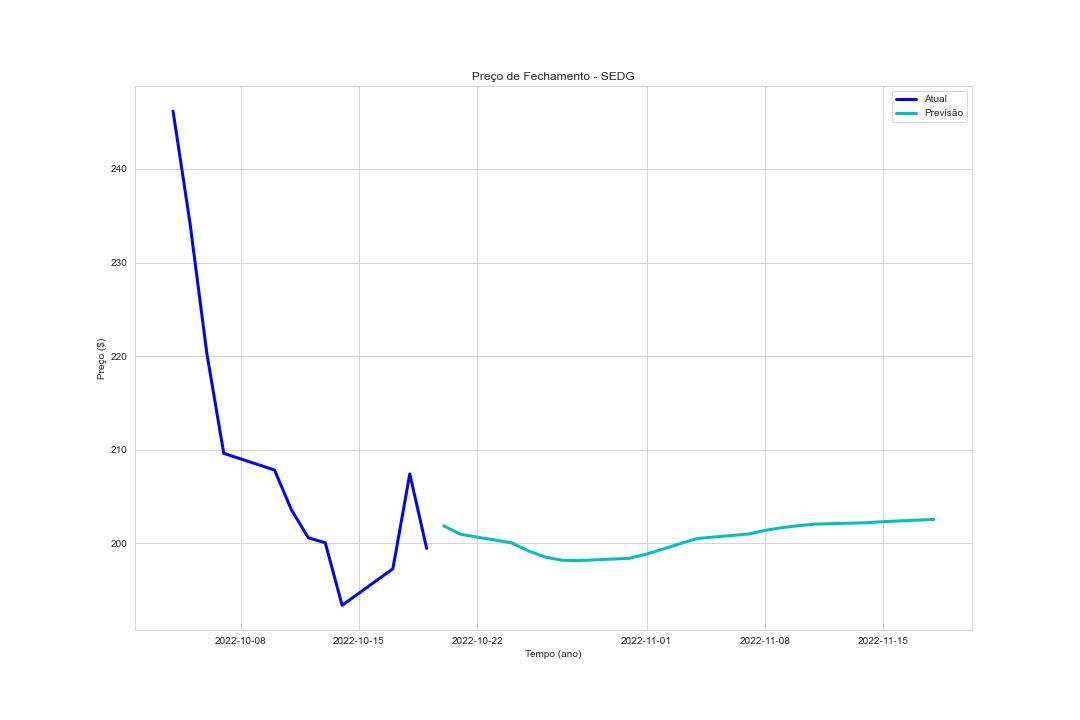 Preço de Fechamento - SEDG
Atual
Previsão
240
230
220
210
200
Preço ($)
2022-10-08
2022-10-15
2022-10-22
2022-11-01
2022-11-08
2022-11-15
Tempo (ano)